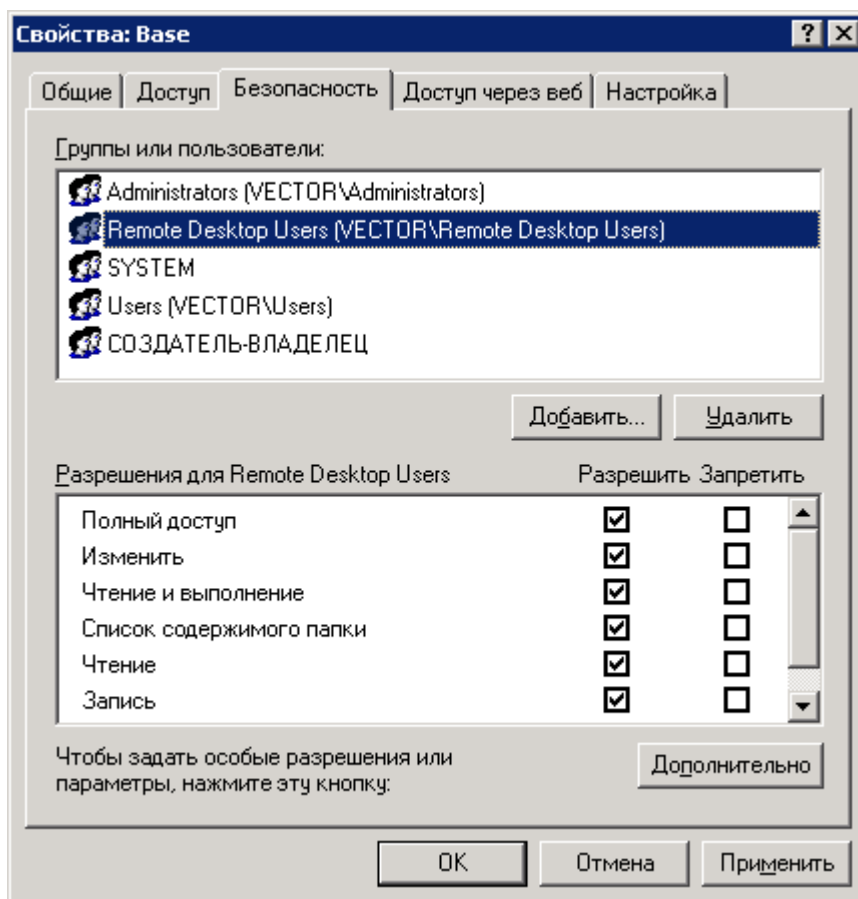 Свойства: Base
Общие Доступ Безопасность Доступ через веб Настройка
Группы или пользователи:
Administrators (VECTOR\Administrators)
Remote Desktop Users (VECTOR\Remote Desktop Users)
SYSTEM
Users (VECTOR\Users)
СОЗДАТЕЛЬ-ВЛАДЕЛЕЦ
Добавить... Удалить
Разрешения для Remote Desktop Users Разрешить Запретить
Полный доступ
Изменить
Чтение и выполнение
Список содержимого папки
Чтение
Запись
Чтобы задать особые разрешения или
параметры, нажмите эту кнопку:
Дополнительно
OK Отмена Применить